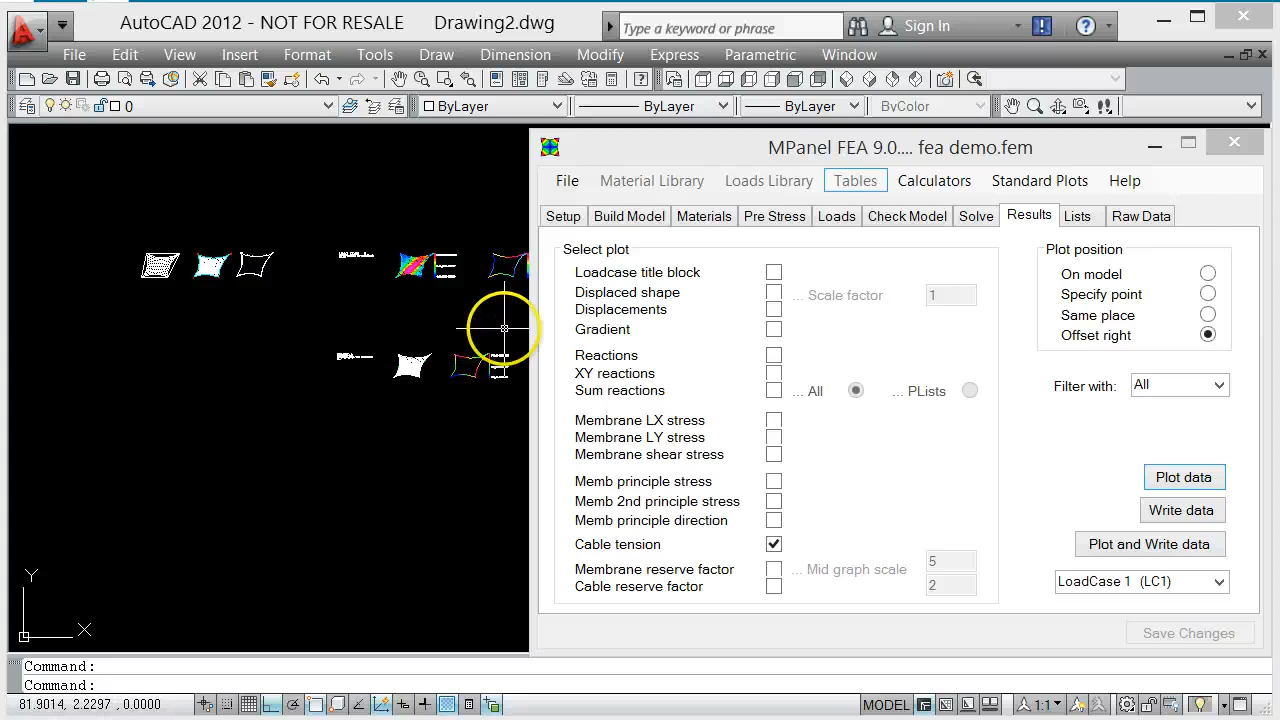 AutoCAD 2012 - NOT FOR RESALE Drawing2.dwg
Type a keyword or phrase
Sign In
File Edit View Insert Format Tools Draw Dimension Modify Express Parametric Window
0 ByLayer ByLayer ByLayer ByColor
MPanel FEA 9.0.... fea demo.fem
File Material Library Loads Library Tables Calculators Standard Plots Help
Setup Build Model Materials Pre Stress Loads Check Model Solve Results Lists Raw Data
Select plot
Loadcase title block
Displaced shape ... Scale factor 1
Displacements
Gradient
Reactions
XY reactions
Sum reactions ... All ... PLists
Membrane LX stress
Membrane LY stress
Membrane shear stress
Memb principle stress
Memb 2nd principle stress
Memb principle direction
Cable tension
Membrane reserve factor ... Mid graph scale 5
Cable reserve factor 2
Plot position
On model
Specify point
Same place
Offset right
Filter with: All
Plot data
Write data
Plot and Write data
LoadCase 1 (LC1)
Save Changes
Y
X
Command:
Command:
81.9014, 2.2297 , 0.0000
MODEL 1:1